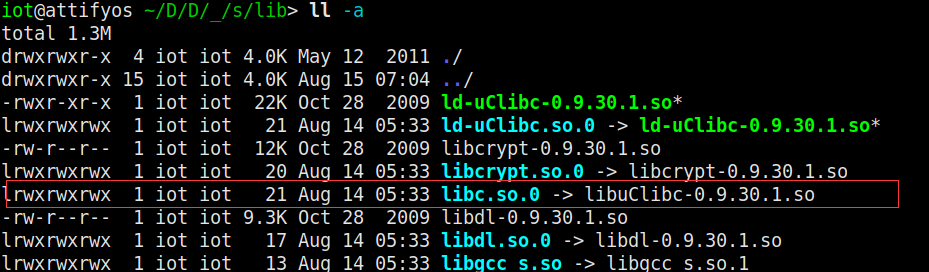 iot@attifyos ~/D/D/_/s/lib> ll -a
total 1.3M
drwxrwxr-x 4 iot iot 4.0K May 12 2011 ./
drwxrwxr-x 15 iot iot 4.0K Aug 15 07:04 ../
-rwxr-xr-x 1 iot iot 22K Oct 28 2009 ld-uClibc-0.9.30.1.so*
lrwxrwxrwx 1 iot iot 21 Aug 14 05:33 ld-uClibc.so.0 -> ld-uClibc-0.9.30.1.so*
-rw-r--r-- 1 iot iot 12K Oct 28 2009 libcrypt-0.9.30.1.so
lrwxrwxrwx 1 iot iot 20 Aug 14 05:33 libcrypt.so.0 -> libcrypt-0.9.30.1.so
lrwxrwxrwx 1 iot iot 21 Aug 14 05:33 libc.so.0 -> libuClibc-0.9.30.1.so
-rw-r--r-- 1 iot iot 9.3K Oct 28 2009 libdl-0.9.30.1.so
lrwxrwxrwx 1 iot iot 17 Aug 14 05:33 libdl.so.0 -> libdl-0.9.30.1.so
lrwxrwxrwx 1 iot iot 13 Aug 14 05:33 libgcc_s.so -> libgcc_s.so.1